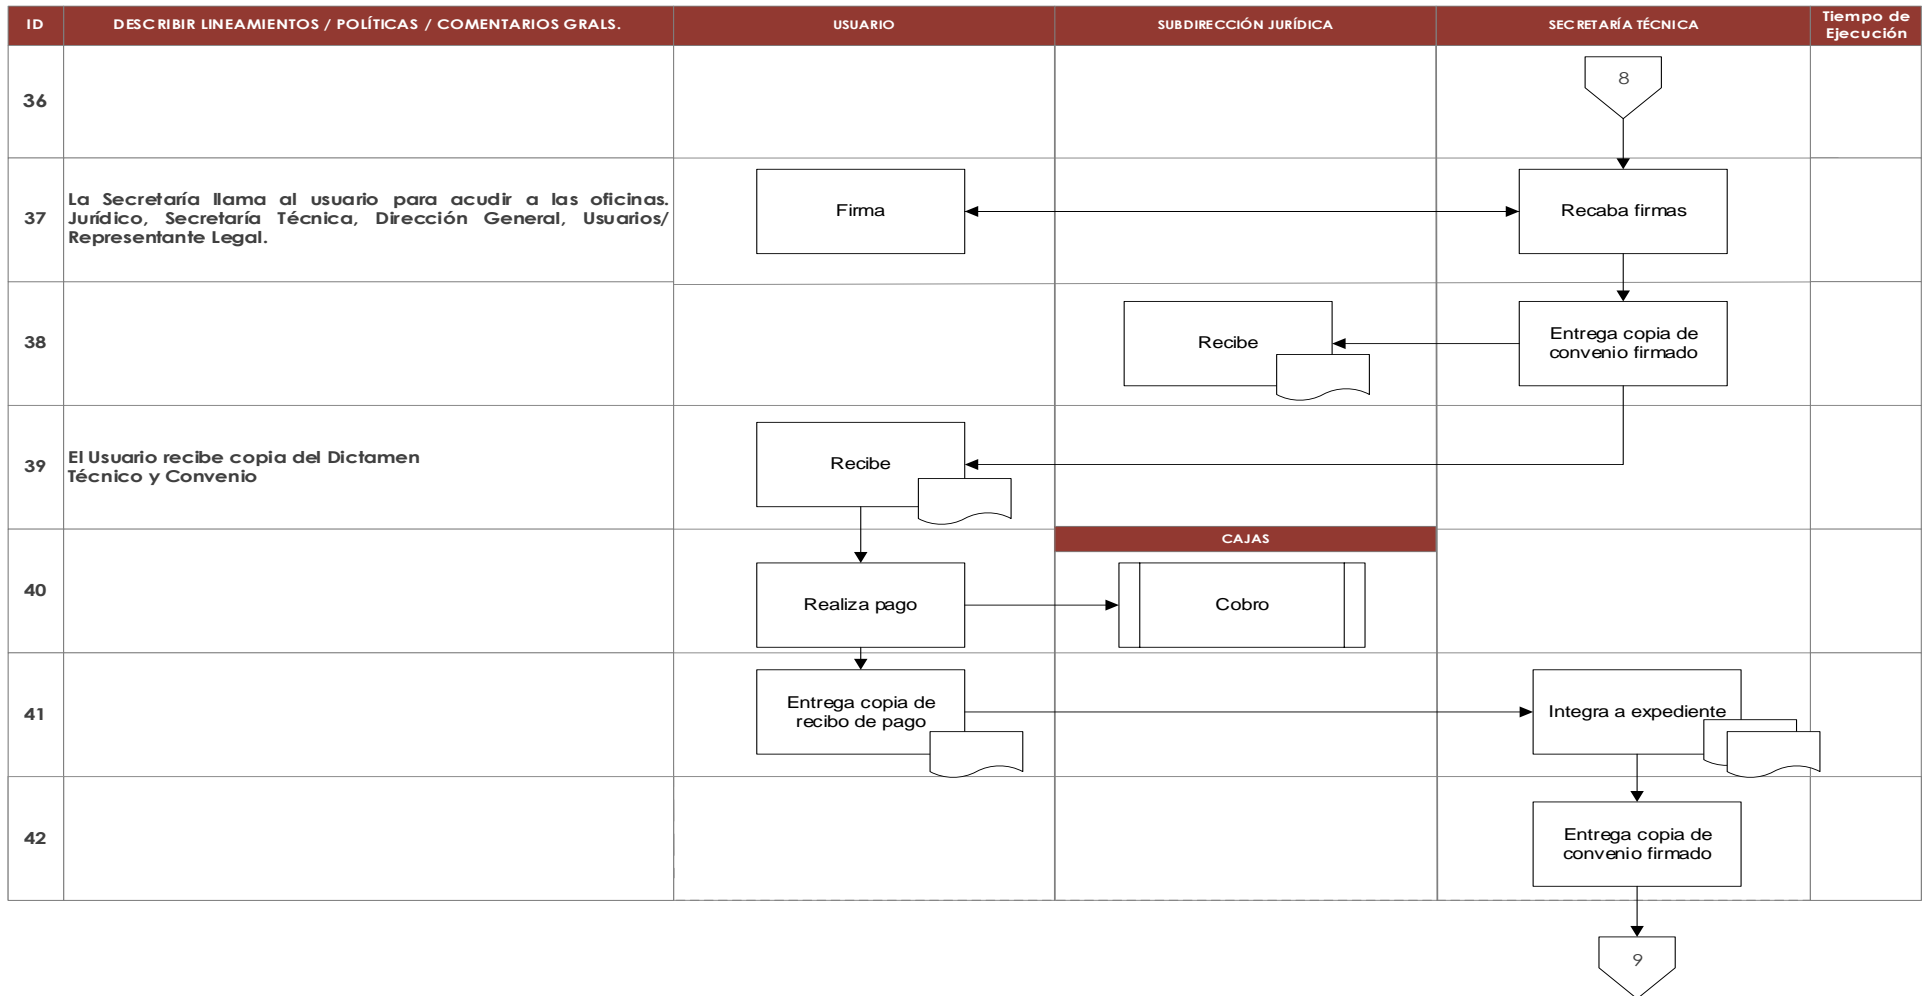 ID
DESCRIBIR LINEAMIENTOS / POLÍTICAS / COMENTARIOS GRALS.
USUARIO
SUBDIRECCIÓN JURÍDICA
SECRETARÍA TÉCNICA
Tiempo de
Ejecución
36
8
37
La Secretaría llama al usuario para acudir a las oficinas.
Jurídico, Secretaría Técnica, Dirección General, Usuarios/
Representante Legal.
Firma
Recaba firmas
38
Recibe
Entrega copia de
convenio firmado
39
El Usuario recibe copia del Dictamen
Técnico y Convenio
Recibe
CAJAS
40
Realiza pago
Cobro
41
Entrega copia de
recibo de pago
Integra a expediente
42
Entrega copia de
convenio firmado
9